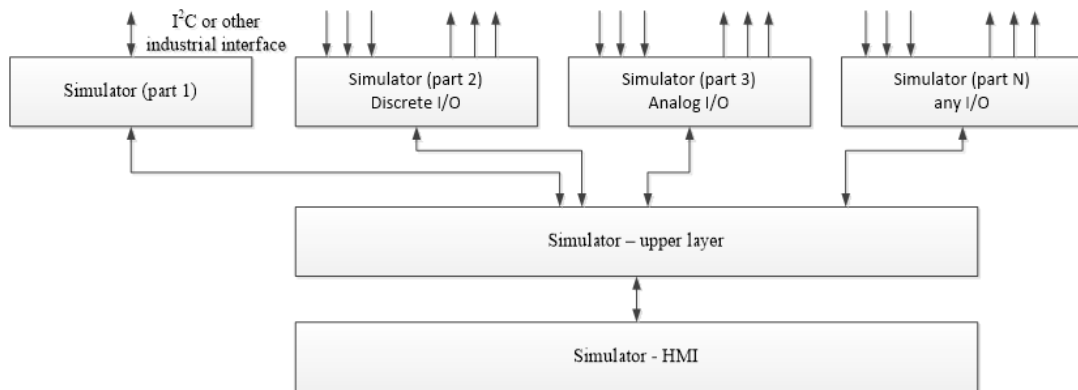 I²C or other
industrial interface
Simulator (part 1)
Simulator (part 2)
Discrete I/O
Simulator (part 3)
Analog I/O
Simulator (part N)
any I/O
Simulator – upper layer
Simulator - HMI